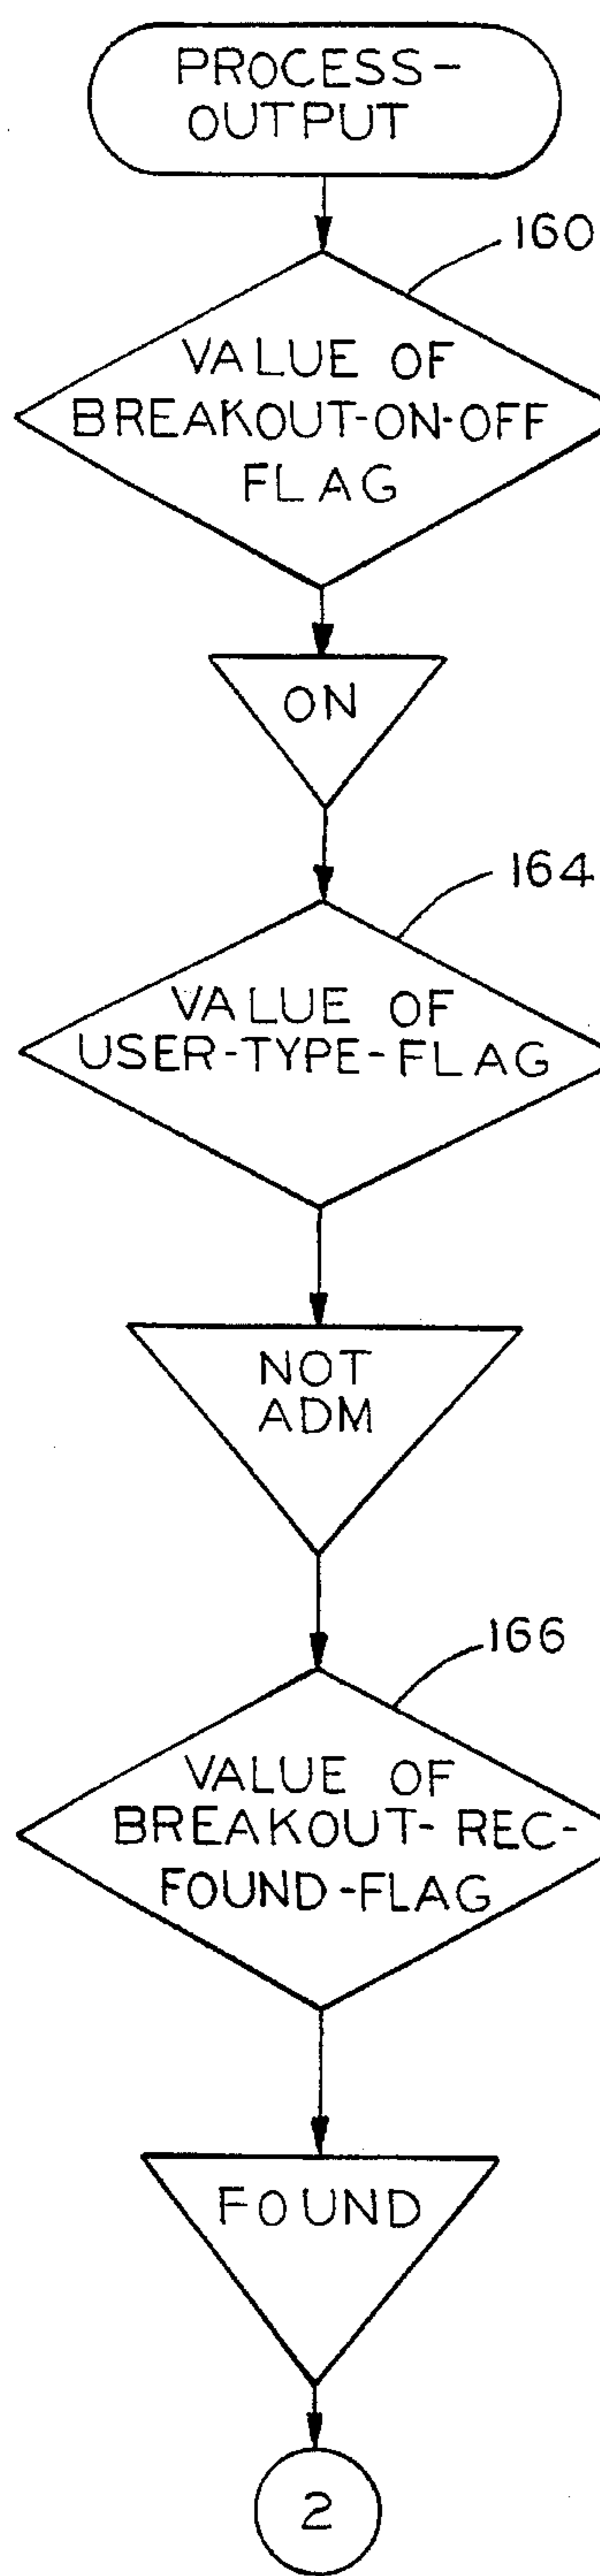 PROCESS-
OUTPUT
160
VALUE OF
BREAKOUT-ON-OFF
FLAG
ON
164
VALUE OF
USER-TYPE-FLAG
NOT
ADM
166
VALUE OF
BREAKOUT-REC-
FOUND-FLAG
FOUND
2